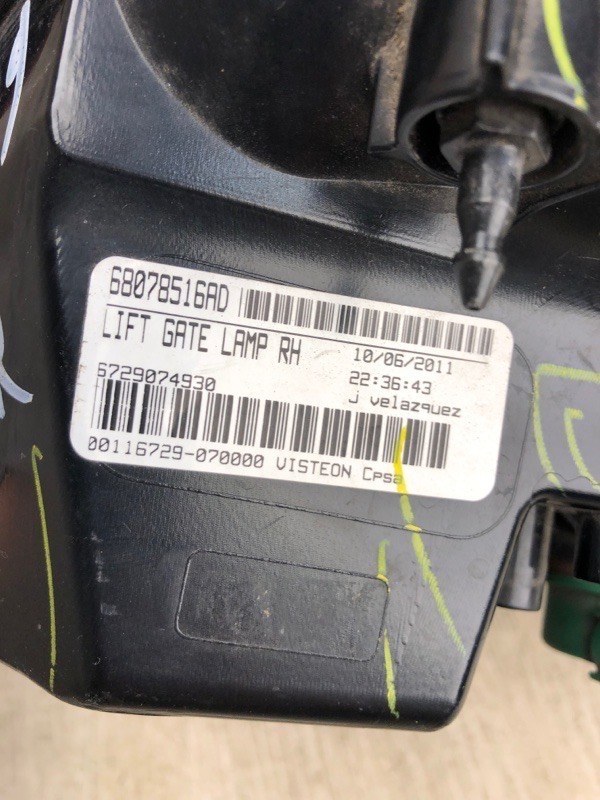 68078516AD
LIFT GATE LAMP RH
10/06/2011
6729074930
22:36:43
j velazquez
00116729-070000 VISTEON Cpsa